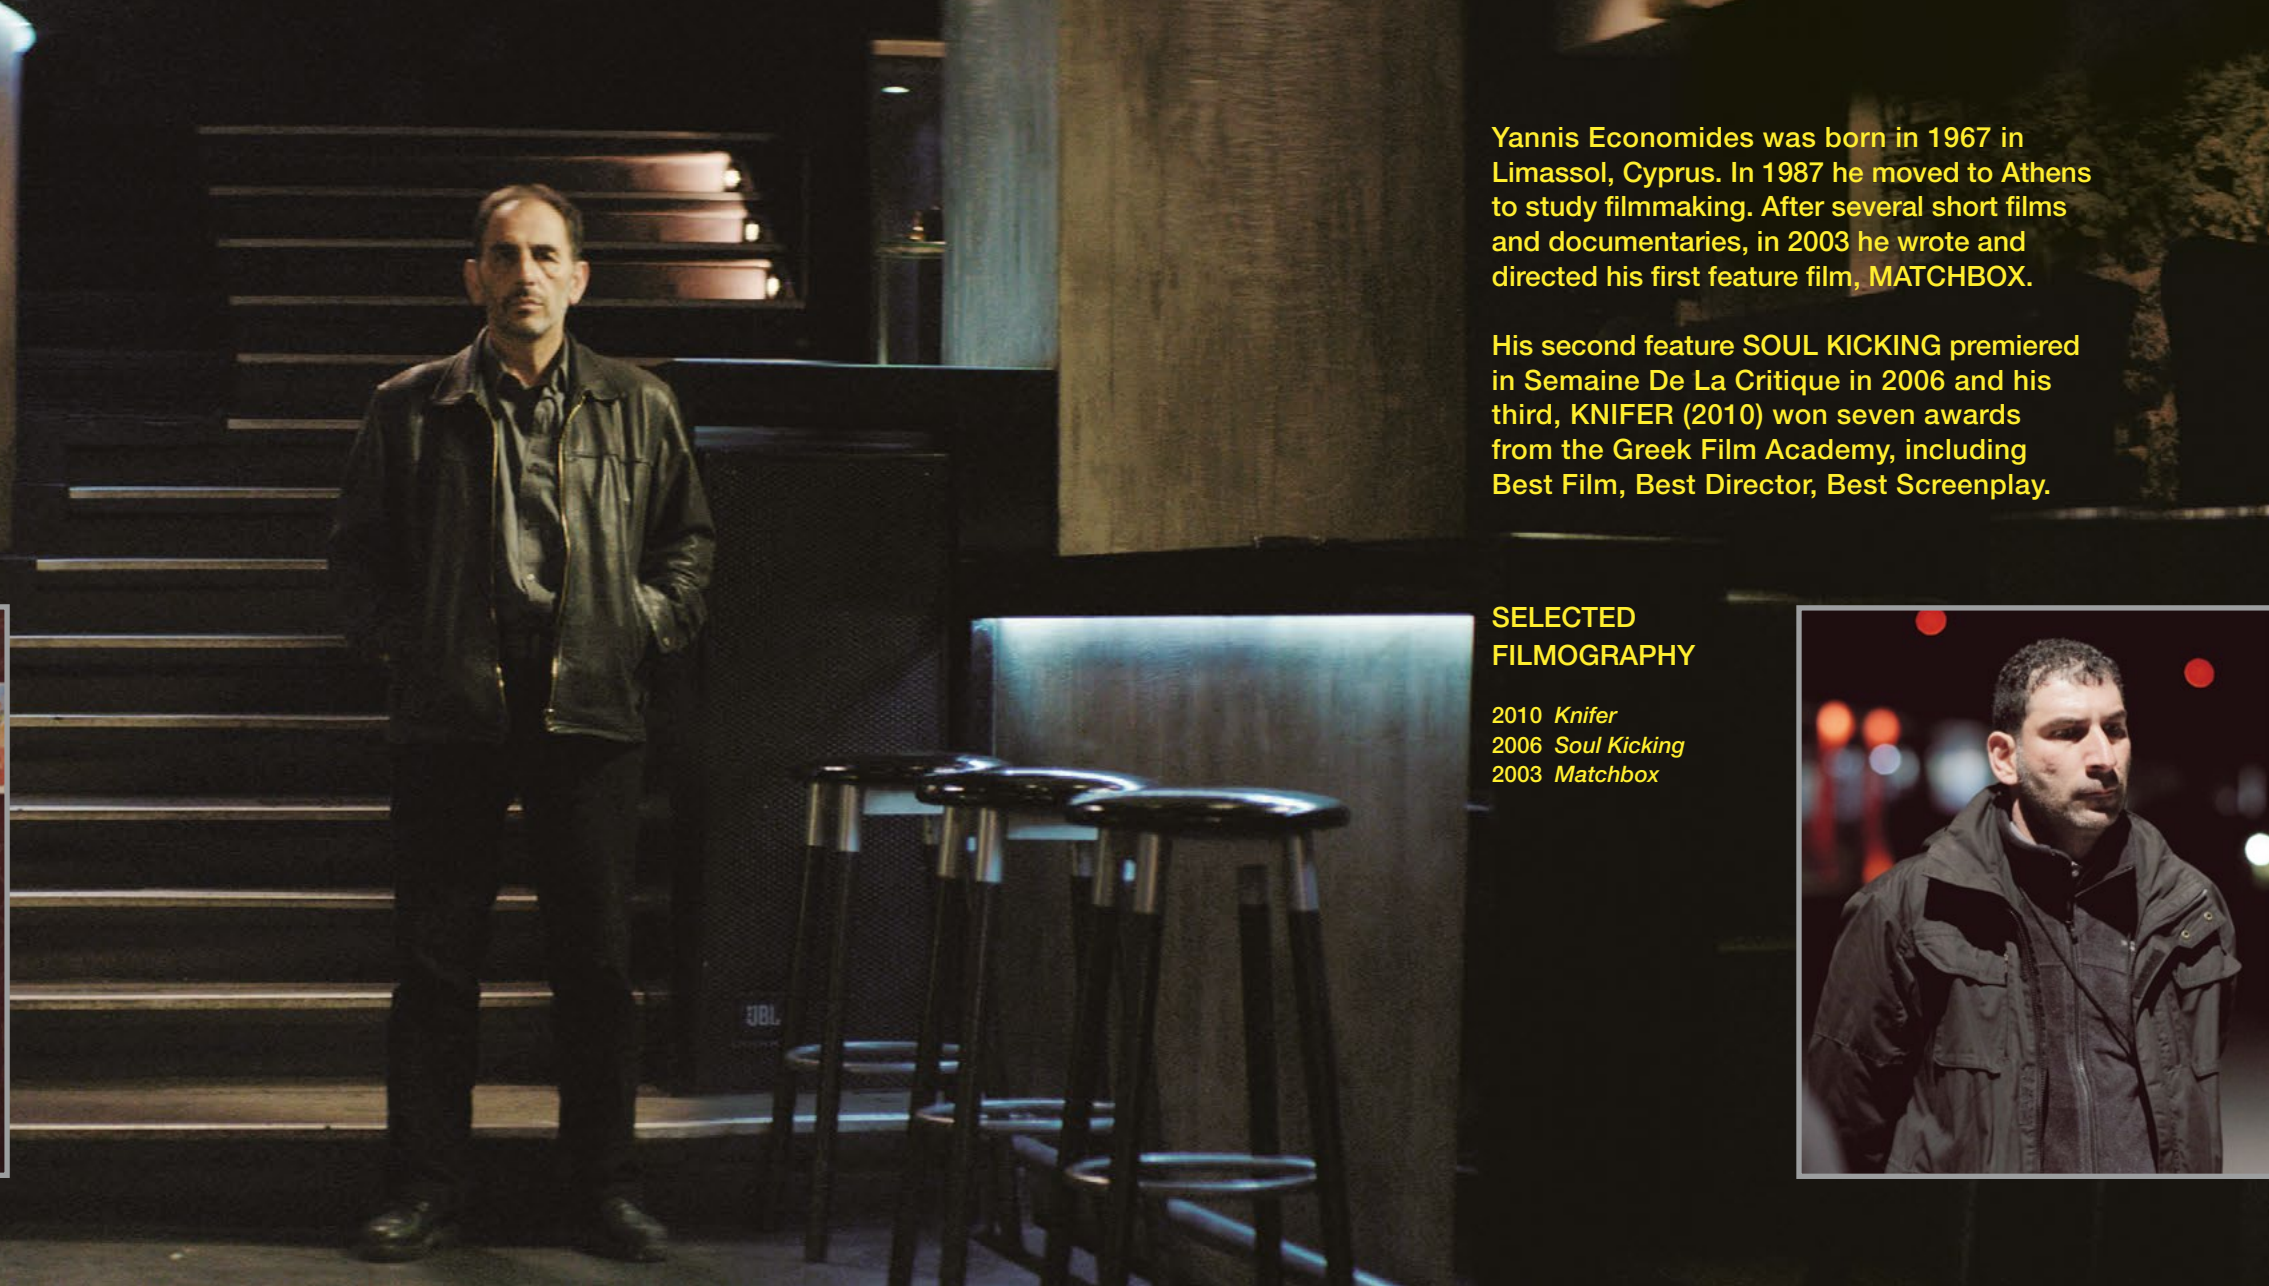 Yannis Economides was born in 1967 in
Limassol, Cyprus. In 1987 he moved to Athens
to study filmmaking. After several short films
and documentaries, in 2003 he wrote and
directed his first feature film, MATCHBOX.
His second feature SOUL KICKING premiered
in Semaine De La Critique in 2006 and his
third, KNIFER (2010) won seven awards
from the Greek Film Academy, including
Best Film, Best Director, Best Screenplay.
SELECTED
FILMOGRAPHY
2010 Knifer
2006 Soul Kicking
2003 Matchbox
JBL